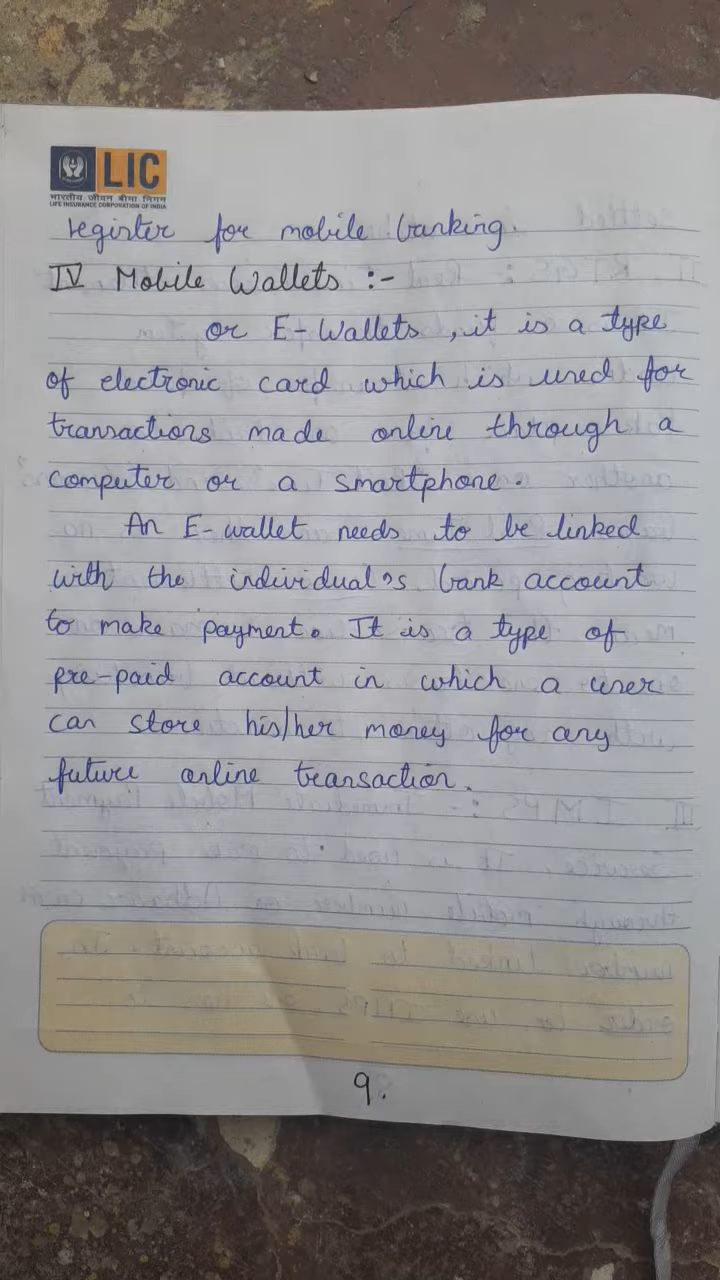 LIC
भारतीय जीवन बीमा निगम
LIFE INSURANCE CORPORATION OF INDIA
register for mobile banking.
IV Mobile Wallets :-
or E-Wallets, it is a type
of electronic card which is used for
transactions made online through a
computer or a smartphone.
An E-wallet needs to be linked
with the individual's bank account
to make payment. It is a type of
pre-paid account in which a user
can store his/her money for any
future online transaction.
9.